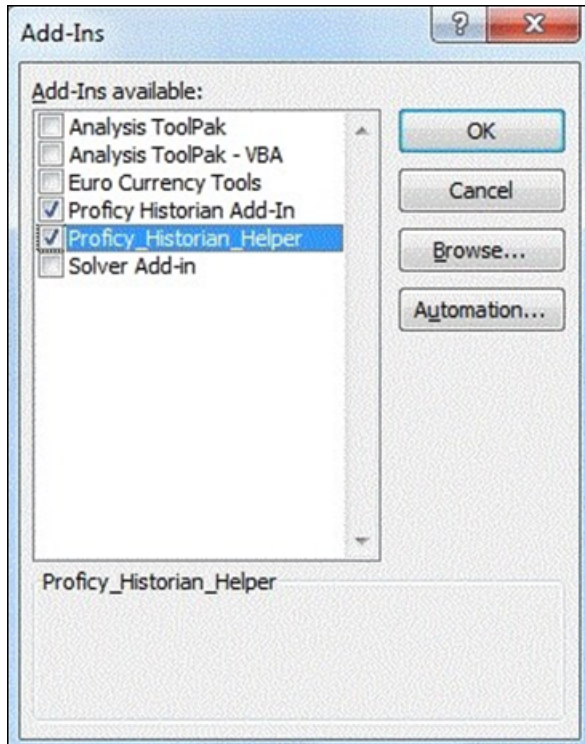 Add-Ins
Add-Ins available:
Analysis ToolPak
Analysis ToolPak - VBA
Euro Currency Tools
Proficy Historian Add-In
Proficy_Historian_Helper
Solver Add-in
OK
Cancel
Browse...
Automation...
Proficy_Historian_Helper